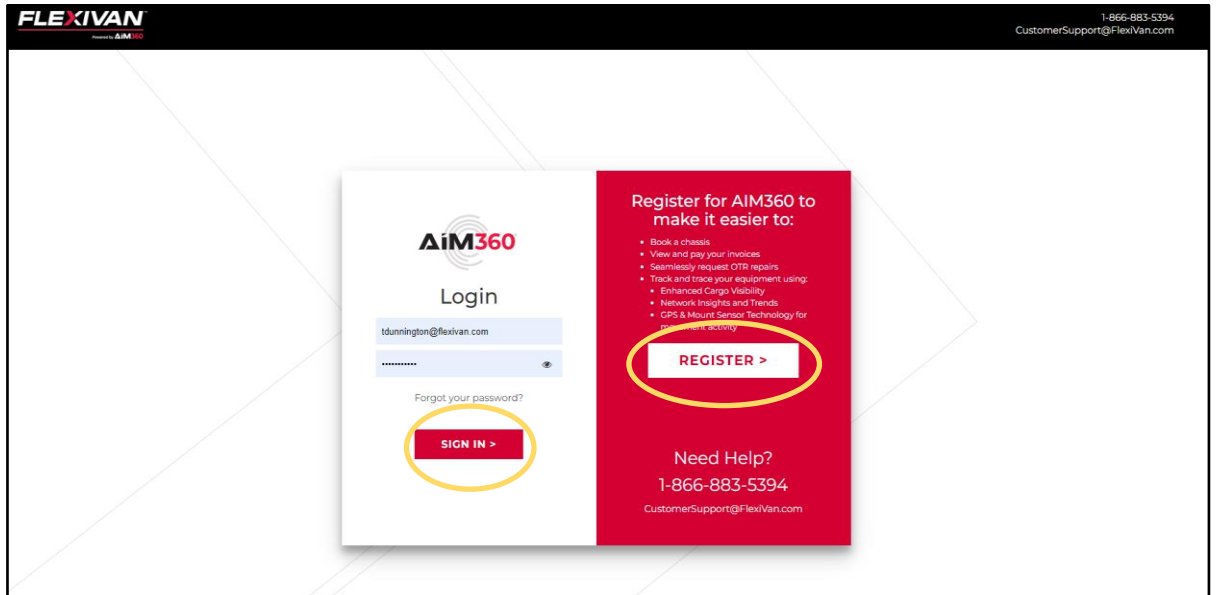 FLEXIVAN
Powered by AiM360
1-866-883-5394
CustomerSupport@FlexiVan.com
AiM360
Login
tdunnington@flexivan.com
•••••••••••
Forgot your password?
SIGN IN >
Register for AIM360 to
make it easier to:
• Book a chassis
• View and pay your invoices
• Seamlessly request OTR repairs
• Track and trace your equipment using:
• Enhanced Cargo Visibility
• Network Insights and Trends
• GPS & Mount Sensor Technology for
movement activity
REGISTER >
Need Help?
1-866-883-5394
CustomerSupport@FlexiVan.com